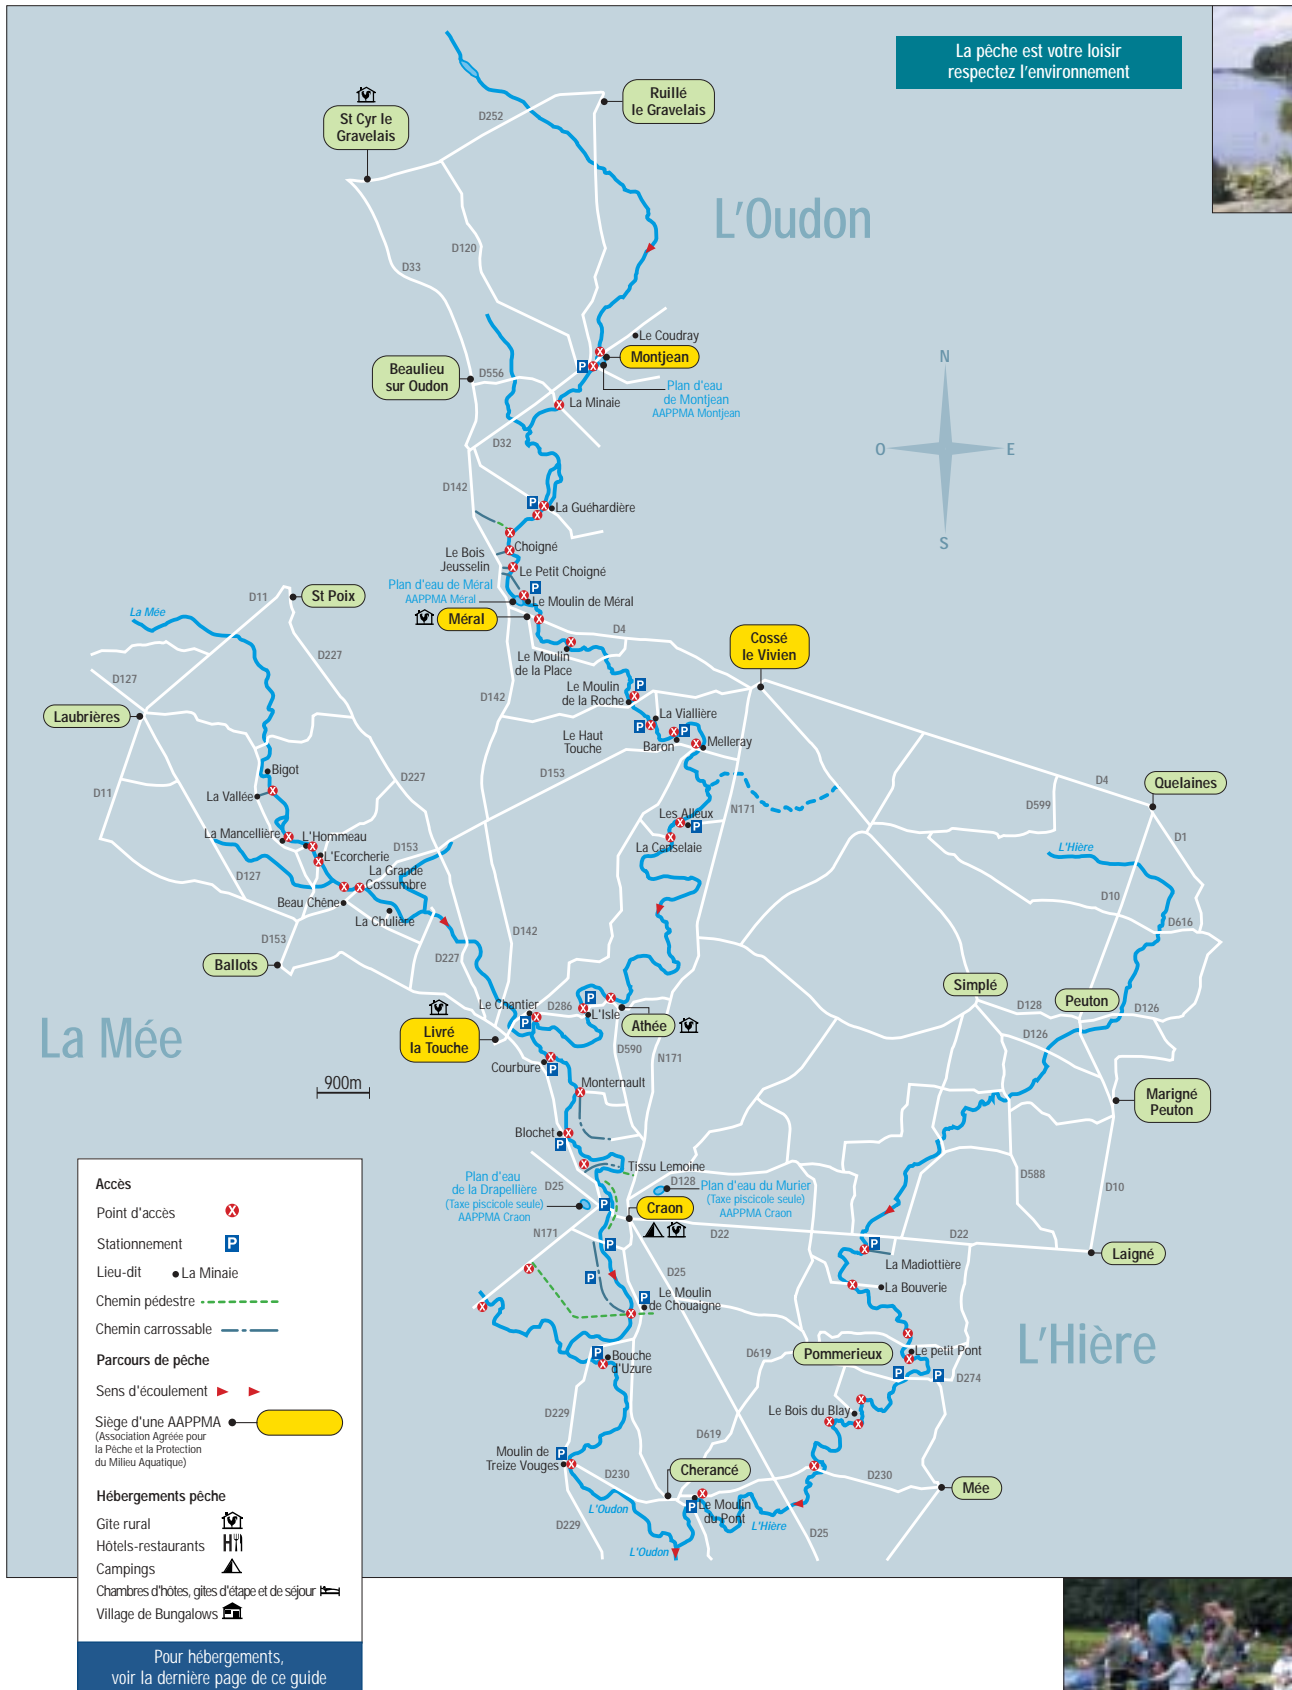 La pêche est votre loisir
respectez l'environnement
Ruillé
le Gravelais
St Cyr le
Gravelais
D252
L'Oudon
D120
D33
Le Coudray
Montjean
Beaulieu
sur Oudon
D556
Plan d'eau
de Montjean
AAPPMA Montjean
La Minaie
N
O
E
S
D32
D142
La Guéhardière
Choigné
Le Bois
Jeusselin
Le Petit Choigné
Plan d'eau de Méral
AAPPMA Méral
Le Moulin de Méral
Méral
St Poix
D11
La Mée
D227
D4
Cossé
le Vivien
Le Moulin
de la Place
D127
D142
Le Moulin
de la Roche
Laubrières
La Viallière
Le Haut
Touche
Baron
Melleray
Bigot
D153
D227
D4
Quelaines
D11
La Vallée
N171
D599
Les Alleux
D1
La Mancellière
L'Hommeau
La Censelaie
L'Ecorcherie
D153
L'Hière
La Grande
Cossumbre
D127
D10
Beau Chêne
La Chulière
D616
D153
D142
D227
Ballots
Simplé
Peuton
Le Chantier
D286
L'Isle
D128
D126
Athée
D126
Livré
la Touche
La Mée
D590
N171
Courbure
900m
Monternault
Marigné
Peuton
Blochet
Tissu Lemoine
Plan d'eau
de la Drapellière
(Taxe piscicole seule)
AAPPMA Craon
D25
D128
Plan d'eau du Murier
(Taxe piscicole seule)
AAPPMA Craon
D588
D10
Craon
N171
D22
D22
Laigné
La Madiottière
D25
La Bouverie
Le Moulin
de Chouaigne
L'Hière
Bouche
d'Uzure
D619
Pommerieux
Le petit Pont
D274
D229
Le Bois du Blay
D619
Moulin de
Treize Vouges
D230
Cherancé
D230
Mée
L'Oudon
Le Moulin
du Pont
L'Hière
D229
D25
L'Oudon
Accès
Point d'accès
Stationnement
P
Lieu-dit
La Minaie
Chemin pédestre
Chemin carrossable
Parcours de pêche
Sens d'écoulement
Siège d'une AAPPMA
(Association Agréée pour
la Pêche et la Protection
du Milieu Aquatique)
Hébergements pêche
Gîte rural
Hôtels-restaurants
Campings
Chambres d'hôtes, gites d'étape et de séjour
Village de Bungalows
Pour hébergements,
voir la dernière page de ce guide